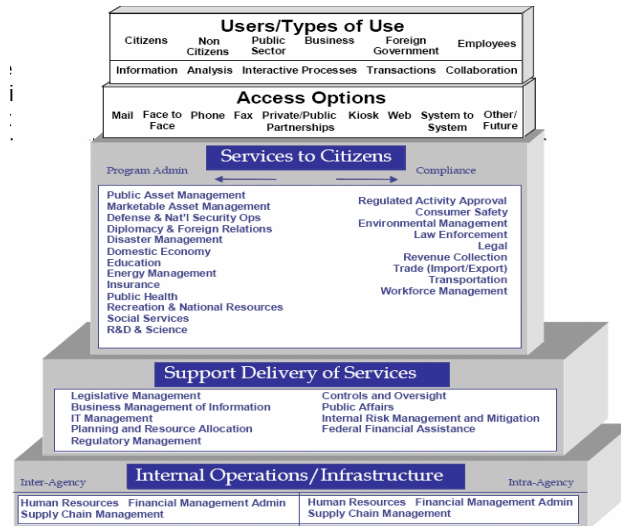 Users/Types of Use
Citizens Non Citizens Public Sector Business Foreign Government Employees
Information Analysis Interactive Processes Transactions Collaboration
Access Options
Mail Face to Face Phone Fax Private/Public Partnerships Kiosk Web System to System Other/Future
Services to Citizens
Program Admin
Compliance
Public Asset Management
Marketable Asset Management
Defense & Nat'l Security Ops
Diplomacy & Foreign Relations
Disaster Management
Domestic Economy
Education
Energy Management
Insurance
Public Health
Recreation & National Resources
Social Services
R&D & Science
Regulated Activity Approval
Consumer Safety
Environmental Management
Law Enforcement
Legal
Revenue Collection
Trade (Import/Export)
Transportation
Workforce Management
Support Delivery of Services
Legislative Management
Business Management of Information
IT Management
Planning and Resource Allocation
Regulatory Management
Controls and Oversight
Public Affairs
Internal Risk Management and Mitigation
Federal Financial Assistance
Internal Operations/Infrastructure
Inter-Agency
Intra-Agency
Human Resources Financial Management Admin
Supply Chain Management
Human Resources Financial Management Admin
Supply Chain Management